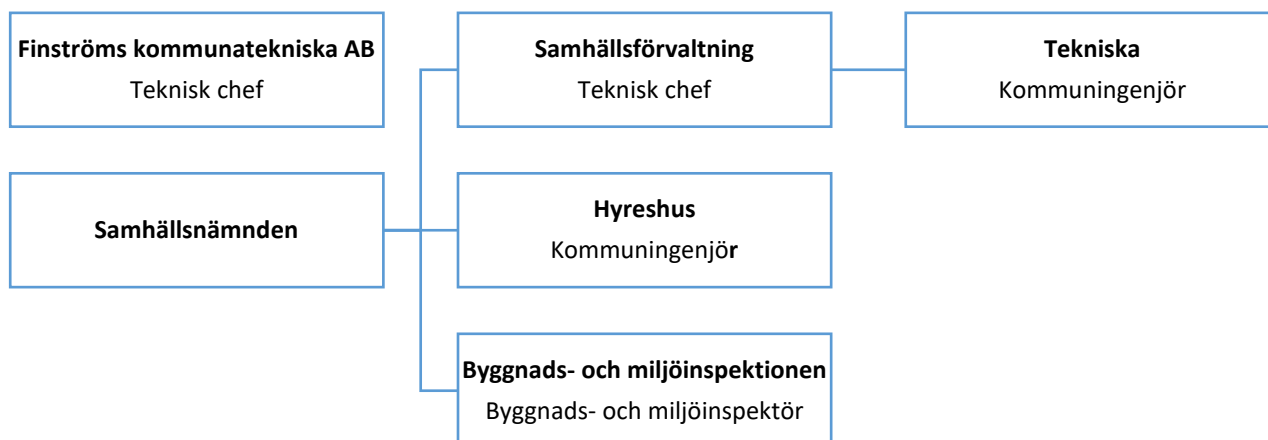 Finströms kommunatekniska AB
Teknisk chef
Samhällsförvaltning
Teknisk chef
Tekniska
Kommuningenjör
Samhällsnämnden
Hyreshus
Kommuningenjör
Byggnads- och miljöinspektionen
Byggnads- och miljöinspektör